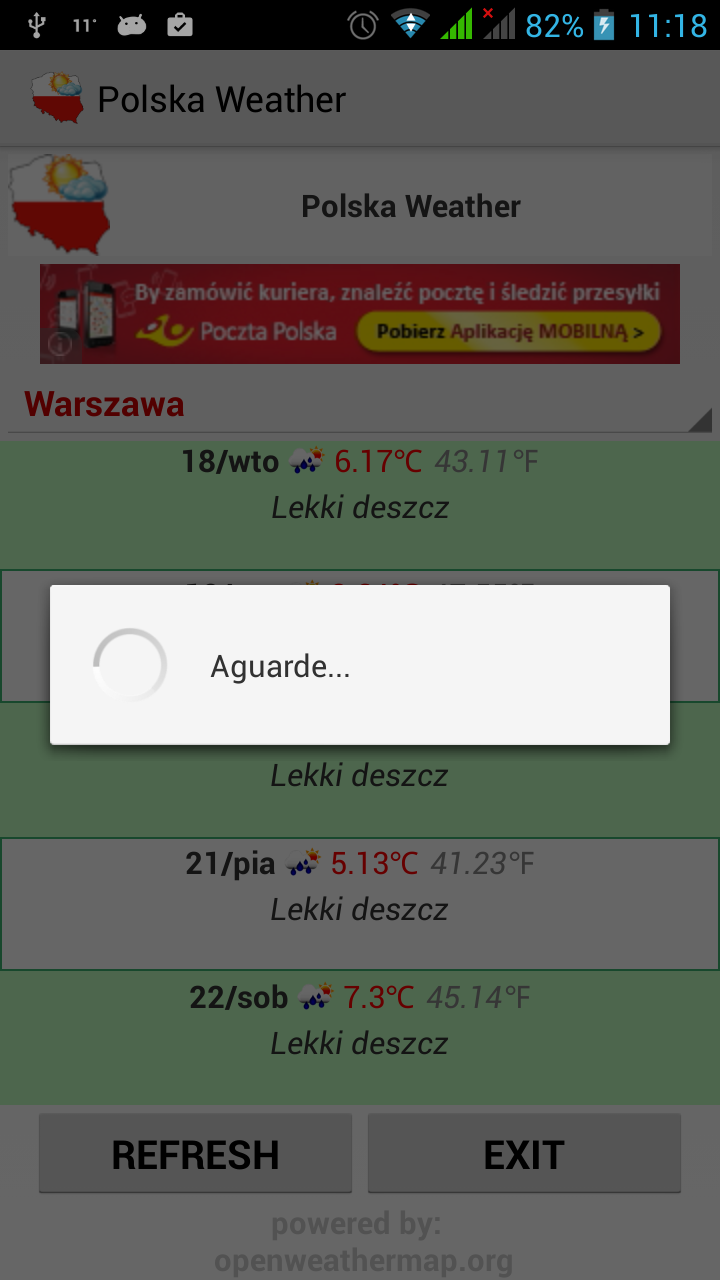 11° 82% 11:18
Polska Weather
Polska Weather
By zamówić kuriera, znaleźć pocztę i śledzić przesyłki
Poczta Polska Pobierz Aplikację MOBILNĄ >
Warszawa
18/wto 6.17°C 43.11°F
Lekki deszcz
Aguarde...
Lekki deszcz
21/pia 5.13°C 41.23°F
Lekki deszcz
22/sob 7.3°C 45.14°F
Lekki deszcz
REFRESH EXIT
powered by:
openweathermap.org